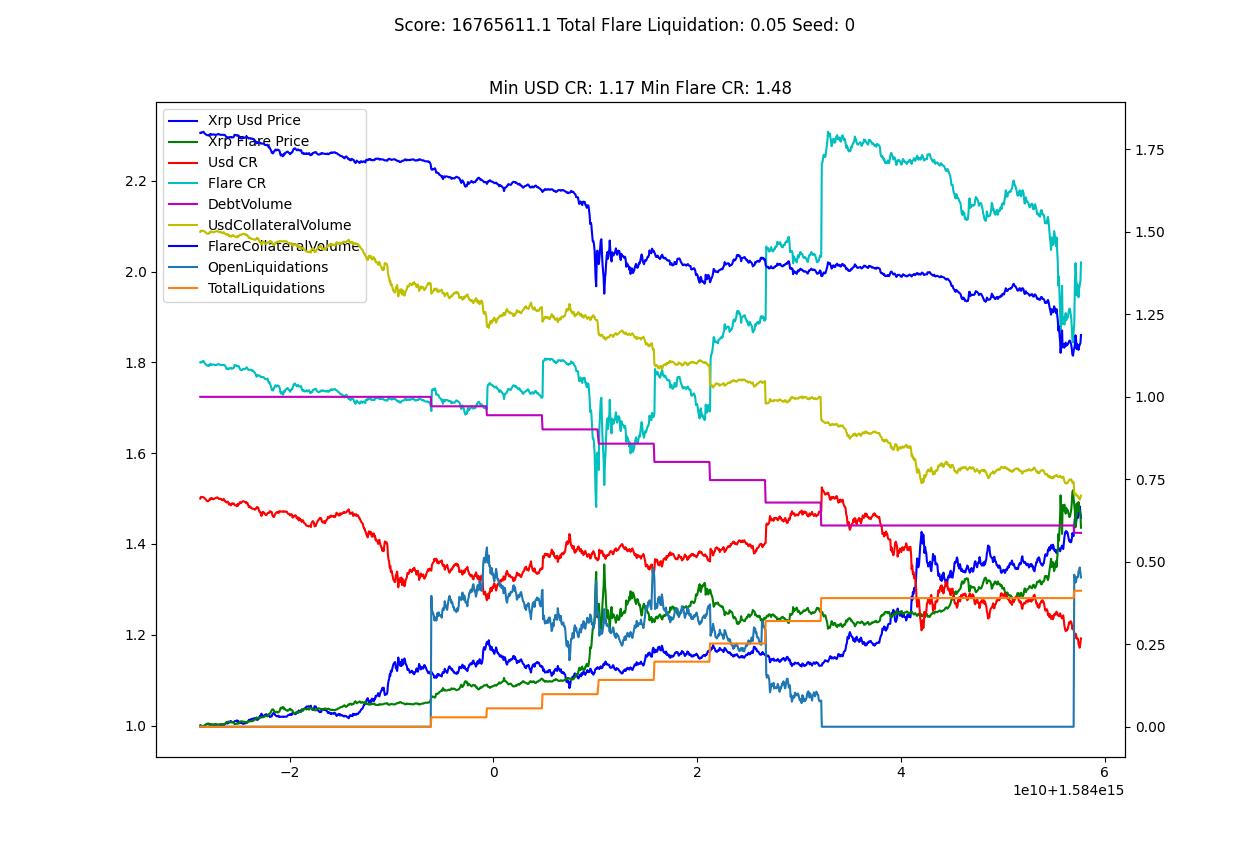 Score: 16765611.1 Total Flare Liquidation: 0.05 Seed: 0
Min USD CR: 1.17 Min Flare CR: 1.48
Xrp Usd Price
Xrp Flare Price
Usd CR
Flare CR
DebtVolume
UsdCollateralVolume
FlareCollateralVolume
OpenLiquidations
TotalLiquidations
2.2
2.0
1.8
1.6
1.4
1.2
1.0
1.75
1.50
1.25
1.00
0.75
0.50
0.25
0.00
−2
0
2
4
6
1e10+1.584e15